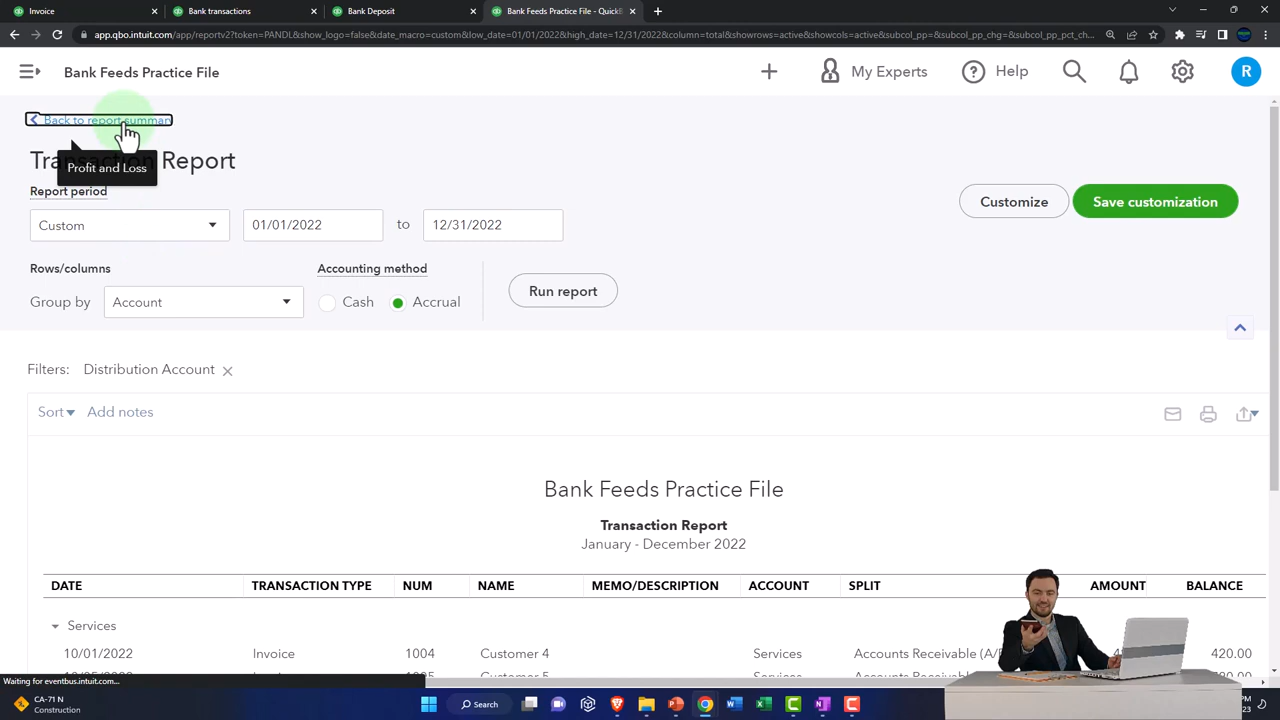 Invoice
Bank transactions
Bank Deposit
Bank Feeds Practice File - QuickB
app.qbo.intuit.com/app/reportv2?token=PANDL&show_logo=false&date_macro=custom&low_date=01/01/2022&high_date=12/31/2022&column=total&showrows=active&showcols=active&subcol_pp=&subcol_pp_chg=&subcol_pp_pct_chg=...
Bank Feeds Practice File
My Experts
Help
R
Back to report summary
Transaction Report
Profit and Loss
Report period
Custom
01/01/2022
to
12/31/2022
Customize
Save customization
Rows/columns
Accounting method
Group by
Account
Cash
Accrual
Run report
Filters: Distribution Account
Sort
Add notes
Bank Feeds Practice File
Transaction Report
January - December 2022
DATE TRANSACTION TYPE NUM NAME MEMO/DESCRIPTION ACCOUNT SPLIT AMOUNT BALANCE
Services
10/01/2022 Invoice 1004 Customer 4 Services Accounts Receivable (A/ 420.00
Waiting for eventbus.intuit.com...
CA-71 N
Construction
Search